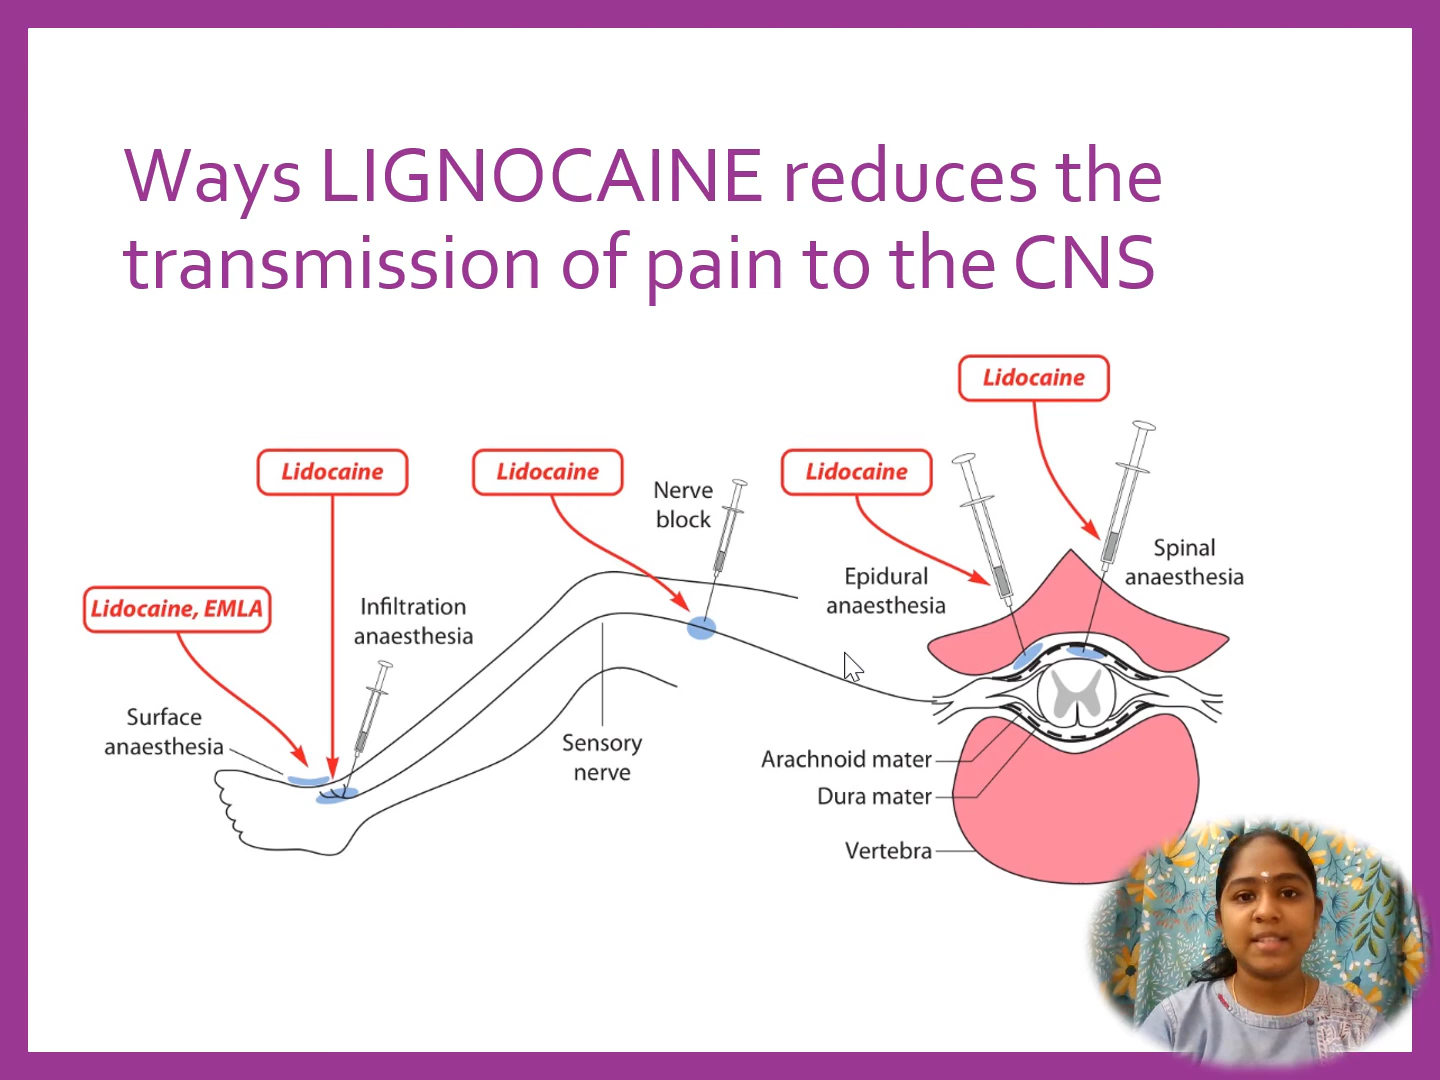 Ways LIGNOCAINE reduces the
transmission of pain to the CNS
Lidocaine
Lidocaine
Lidocaine
Lidocaine
Nerve
block
Spinal
anaesthesia
Epidural
anaesthesia
Lidocaine, EMLA
Infiltration
anaesthesia
Surface
anaesthesia
Sensory
nerve
Arachnoid mater
Dura mater
Vertebra